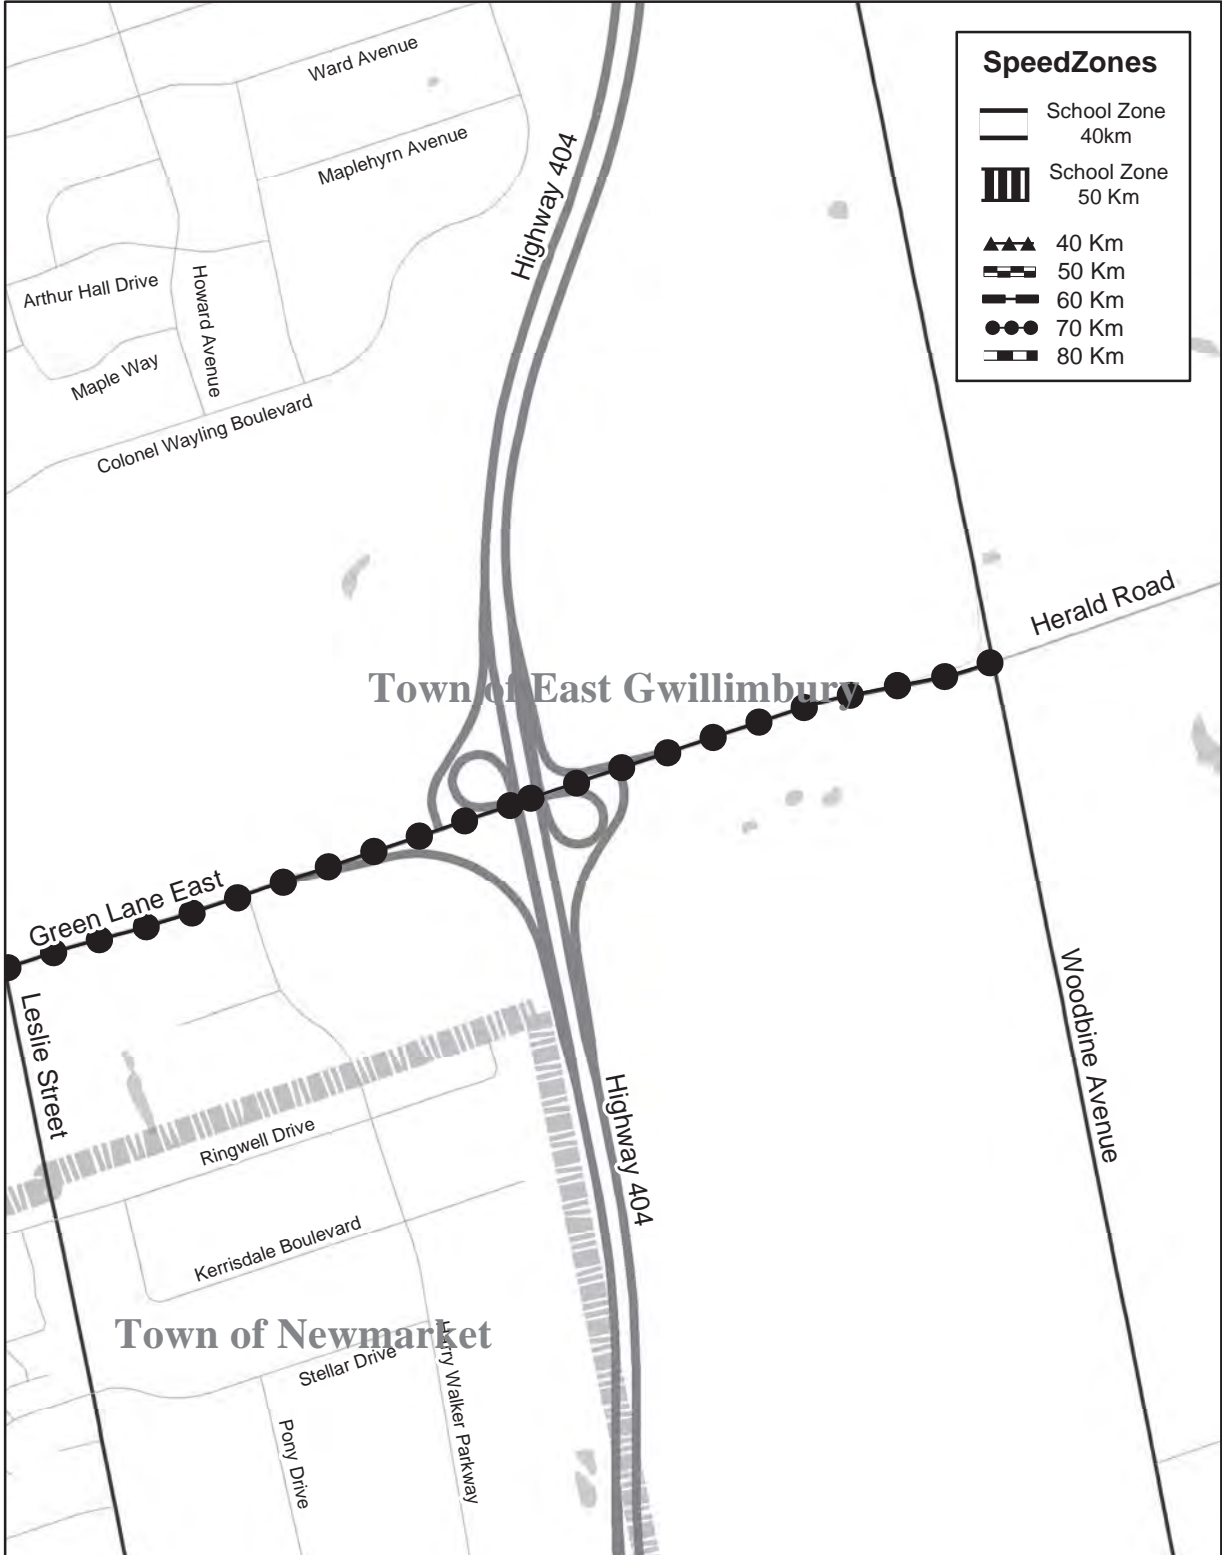 SpeedZones
School Zone
40km
School Zone
50 Km
40 Km
50 Km
60 Km
70 Km
80 Km
Ward Avenue
Maplehyrn Avenue
Highway 404
Arthur Hall Drive
Howard Avenue
Maple Way
Colonel Wayling Boulevard
Herald Road
Town of East Gwillimbury
Green Lane East
Leslie Street
Woodbine Avenue
Highway 404
Ringwell Drive
Kerrisdale Boulevard
Town of Newmarket
Stellar Drive
Harry Walker Parkway
Pony Drive